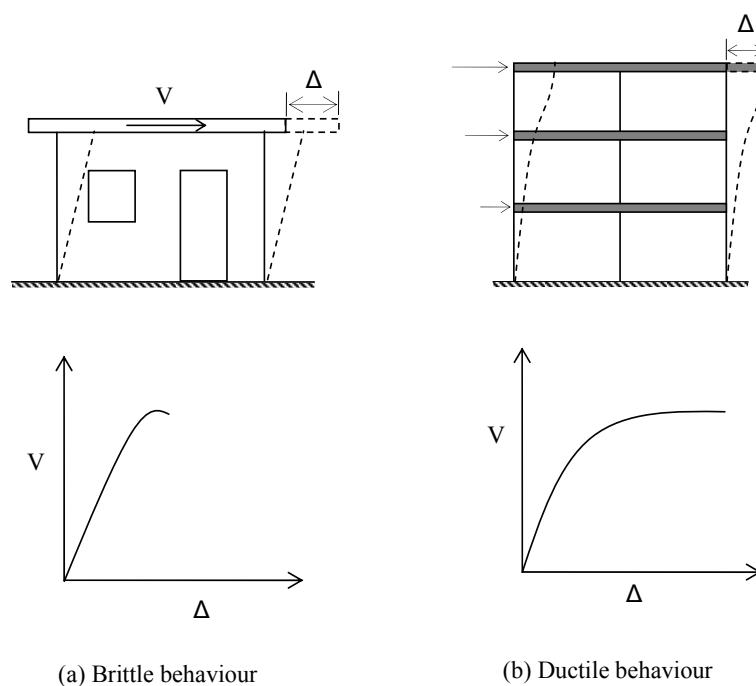 Δ
V
Δ
V
Δ
V
Δ
(a) Brittle behaviour
(b) Ductile behaviour